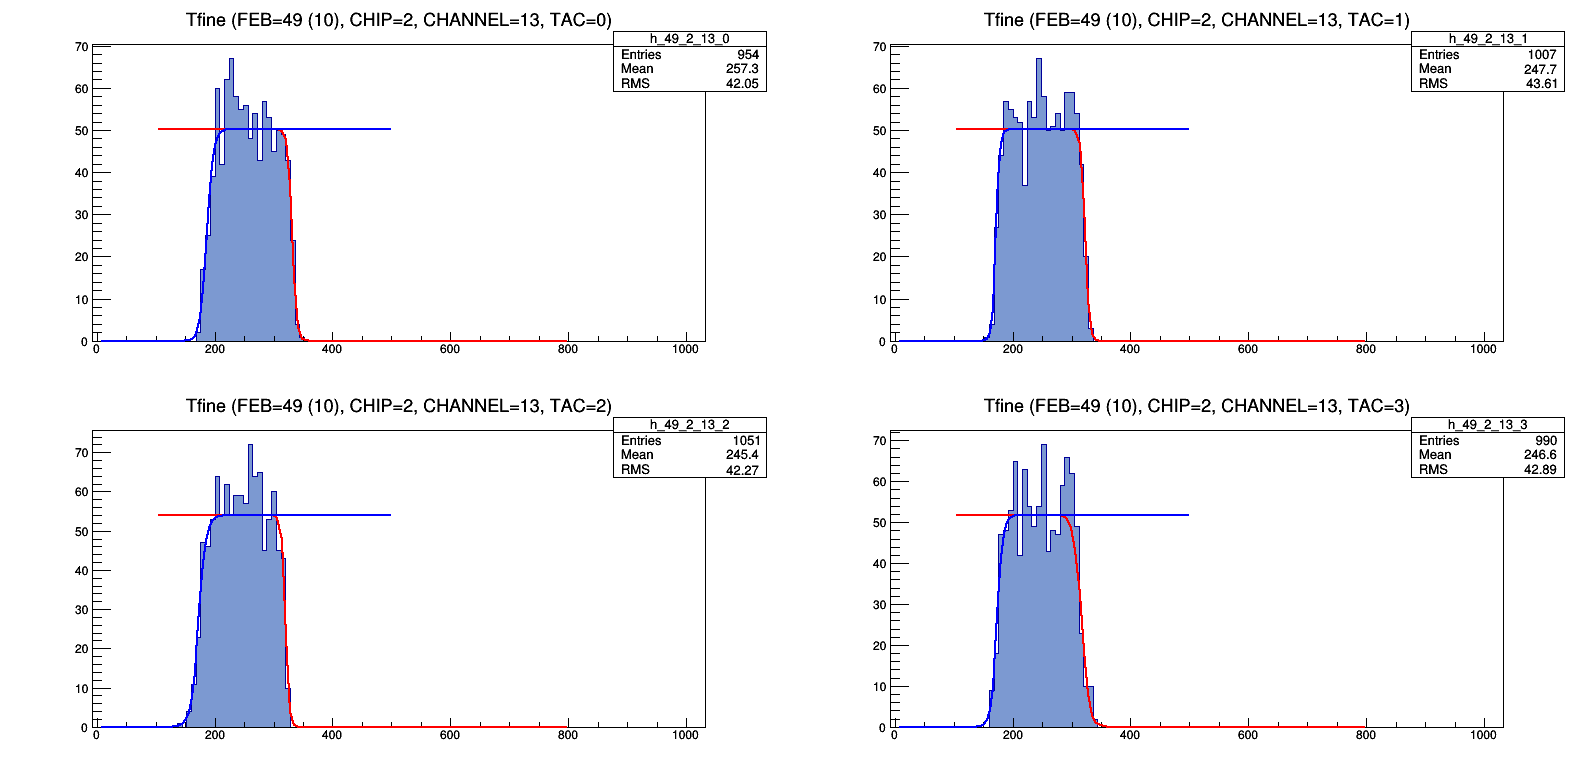 Tfine (FEB=49 (10), CHIP=2, CHANNEL=13, TAC=0)
h_49_2_13_0
Entries 954
Mean 257.3
RMS 42.05
70
60
50
40
30
20
10
0
0 200 400 600 800 1000
Tfine (FEB=49 (10), CHIP=2, CHANNEL=13, TAC=1)
h_49_2_13_1
Entries 1007
Mean 247.7
RMS 43.61
70
60
50
40
30
20
10
0
0 200 400 600 800 1000
Tfine (FEB=49 (10), CHIP=2, CHANNEL=13, TAC=2)
h_49_2_13_2
Entries 1051
Mean 245.4
RMS 42.27
70
60
50
40
30
20
10
0
0 200 400 600 800 1000
Tfine (FEB=49 (10), CHIP=2, CHANNEL=13, TAC=3)
h_49_2_13_3
Entries 990
Mean 246.6
RMS 42.89
70
60
50
40
30
20
10
0
0 200 400 600 800 1000